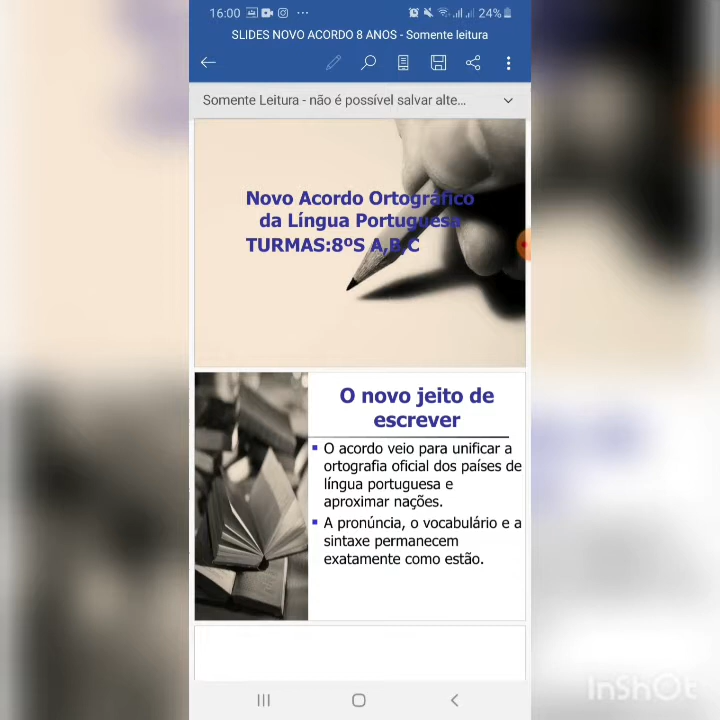 16:00
24%
SLIDES NOVO ACORDO 8 ANOS - Somente leitura
Somente Leitura - não é possível salvar alte...
Novo Acordo Ortográfico
da Língua Portuguesa
TURMAS:8ºS A,B,C
O novo jeito de
escrever
O acordo veio para unificar a
ortografia oficial dos países de
língua portuguesa e
aproximar nações.
A pronúncia, o vocabulário e a
sintaxe permanecem
exatamente como estão.
InShOt